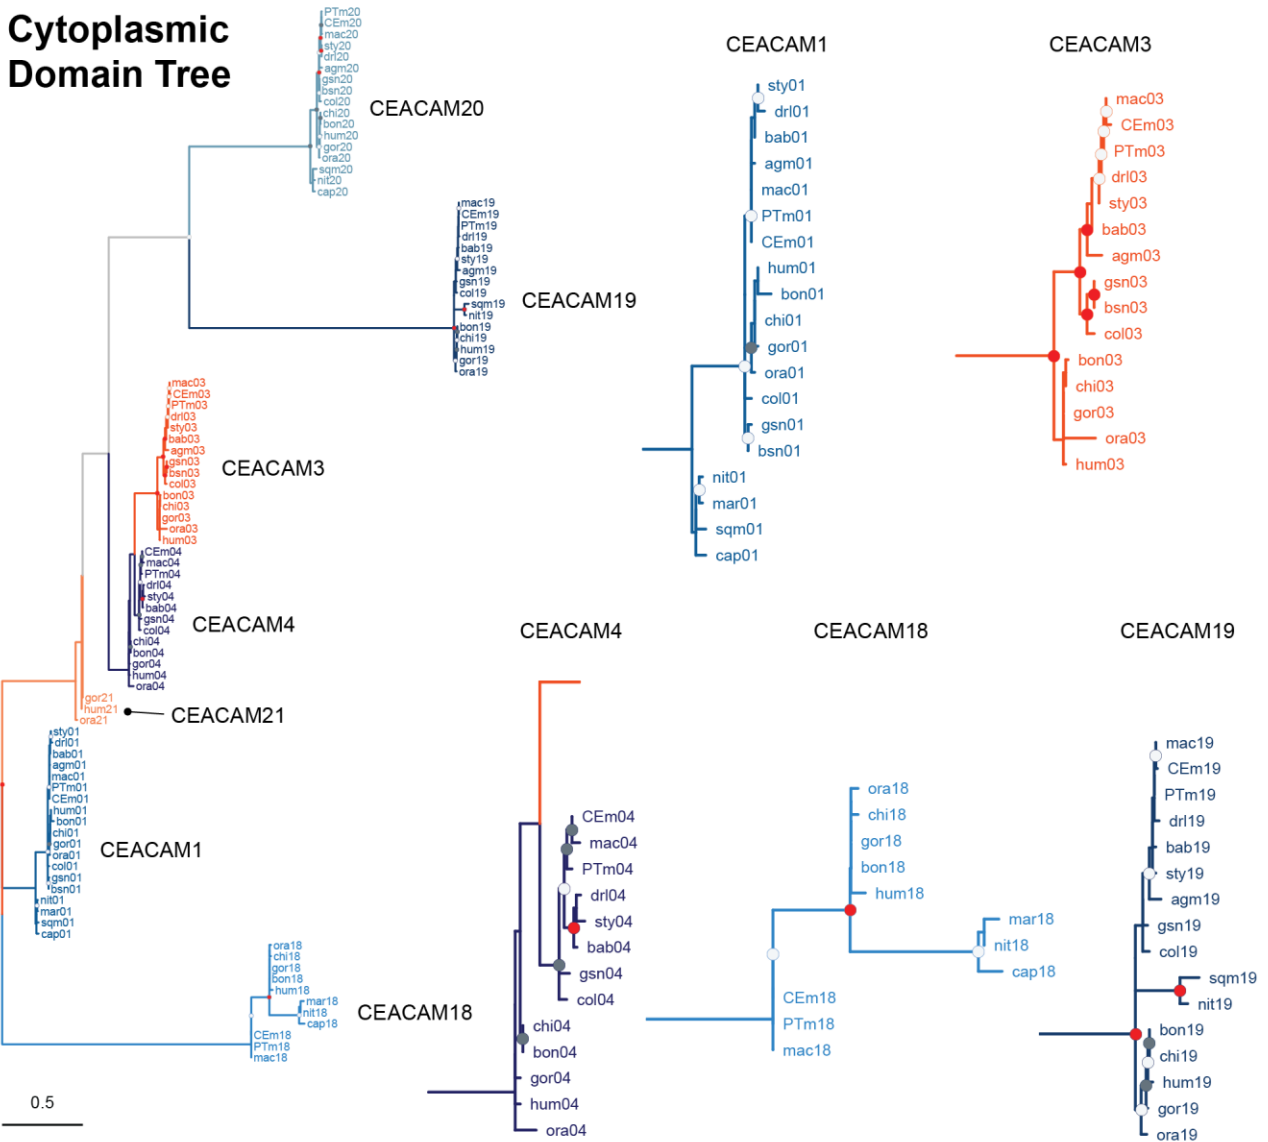 Cytoplasmic
Domain Tree
PTm20
CEm20
mac20
sty20
drl20
agm20
gsn20
bsn20
col20
chi20
bon20
hum20
gor20
ora20
sqm20
nit20
cap20
CEACAM20
mac19
CEm19
PTm19
drl19
bab19
sty19
agm19
gsn19
col19
sqm19
nit19
bon19
chi19
hum19
gor19
ora19
CEACAM19
mac03
CEm03
PTm03
drl03
sty03
bab03
agm03
gsn03
bsn03
col03
bon03
chi03
gor03
ora03
hum03
CEACAM3
CEm04
mac04
PTm04
drl04
sty04
bab04
gsn04
col04
chi04
bon04
gor04
hum04
ora04
CEACAM4
gor21
hum21
ora21
CEACAM21
sty01
drl01
bab01
agm01
mac01
PTm01
CEm01
hum01
bon01
chi01
gor01
ora01
col01
gsn01
bsn01
nit01
mar01
sqm01
cap01
CEACAM1
ora18
chi18
gor18
bon18
hum18
mar18
nit18
cap18
CEm18
PTm18
mac18
CEACAM18
0.5
CEACAM1
sty01
drl01
bab01
agm01
mac01
PTm01
CEm01
hum01
bon01
chi01
gor01
ora01
col01
gsn01
bsn01
nit01
mar01
sqm01
cap01
CEACAM3
mac03
CEm03
PTm03
drl03
sty03
bab03
agm03
gsn03
bsn03
col03
bon03
chi03
gor03
ora03
hum03
CEACAM4
CEm04
mac04
PTm04
drl04
sty04
bab04
gsn04
col04
chi04
bon04
gor04
hum04
ora04
CEACAM18
ora18
chi18
gor18
bon18
hum18
mar18
nit18
cap18
CEm18
PTm18
mac18
CEACAM19
mac19
CEm19
PTm19
drl19
bab19
sty19
agm19
gsn19
col19
sqm19
nit19
bon19
chi19
hum19
gor19
ora19